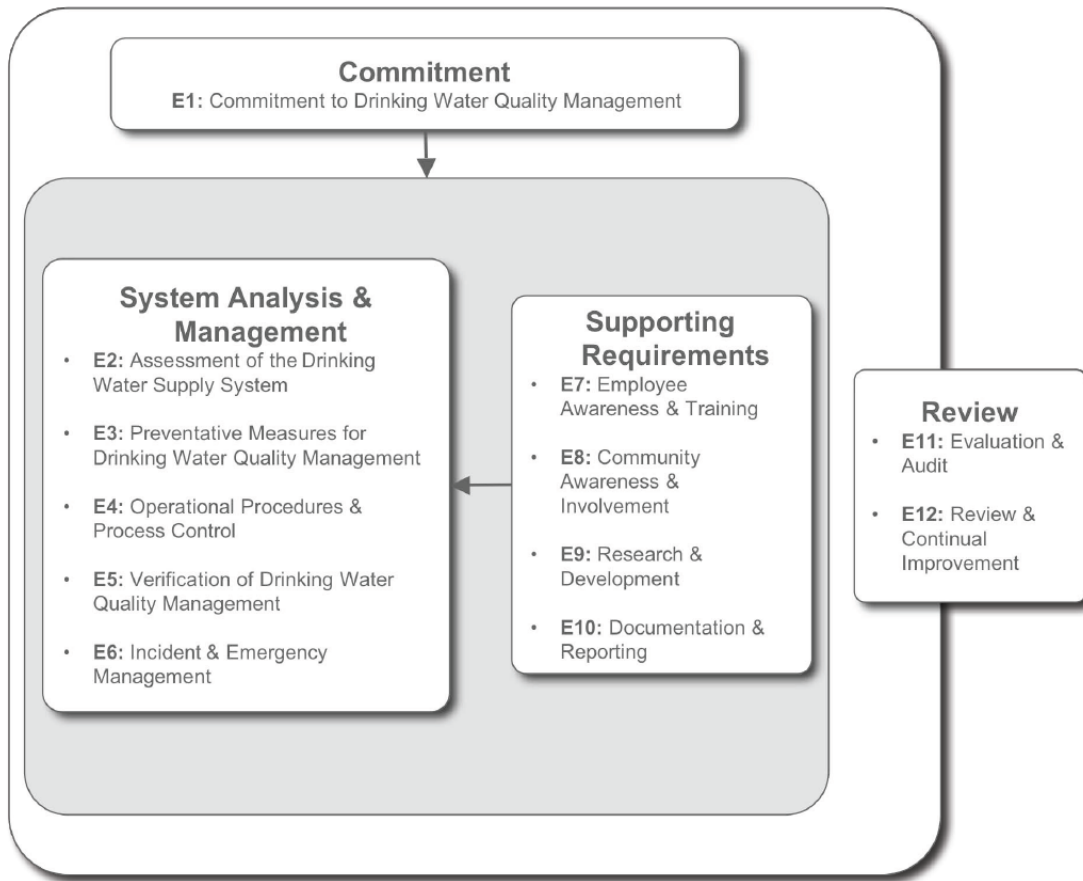 Commitment
E1: Commitment to Drinking Water Quality Management
System Analysis &
Management
• E2: Assessment of the Drinking
Water Supply System
• E3: Preventative Measures for
Drinking Water Quality Management
• E4: Operational Procedures &
Process Control
• E5: Verification of Drinking Water
Quality Management
• E6: Incident & Emergency
Management
Supporting
Requirements
• E7: Employee
Awareness & Training
• E8: Community
Awareness &
Involvement
• E9: Research &
Development
• E10: Documentation &
Reporting
Review
• E11: Evaluation &
Audit
• E12: Review &
Continual
Improvement